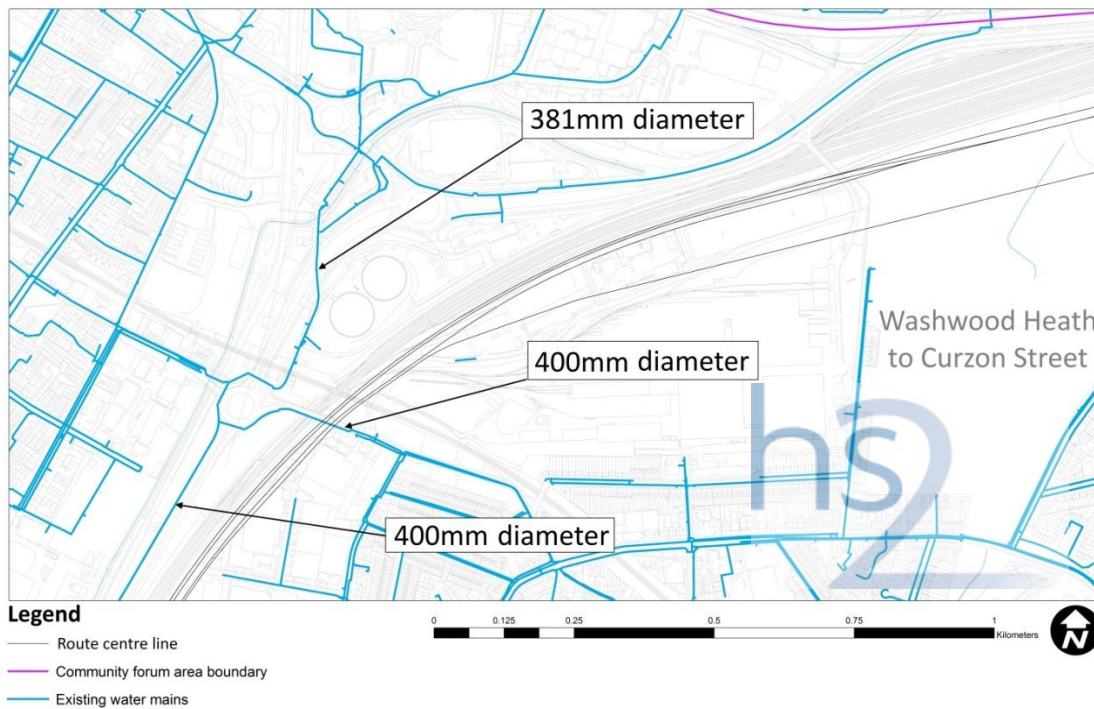 381mm diameter
Washwood Heath
to Curzon Street
400mm diameter
hs2
400mm diameter
Legend
Route centre line
Community forum area boundary
Existing water mains
0 0.125 0.25 0.5 0.75 1
Kilometers
N